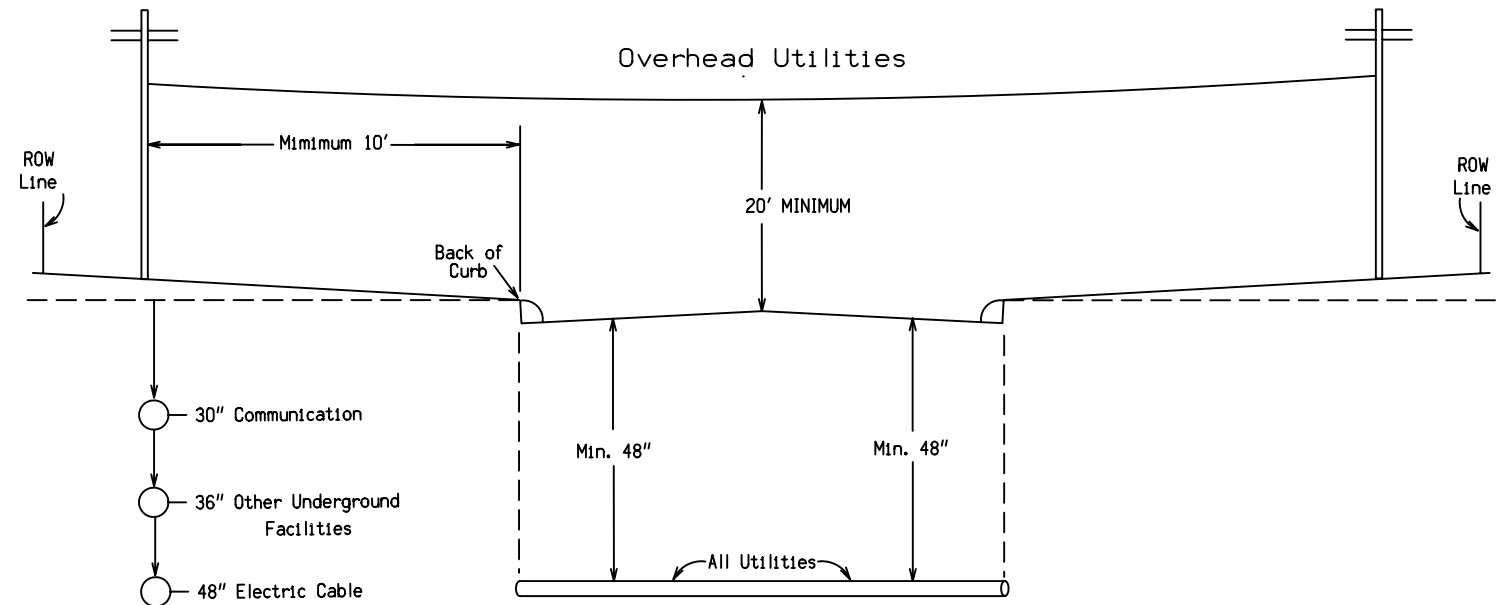 Overhead Utilities
Mimimum 10'
ROW
Line
ROW
Line
20' MINIMUM
Back of
Curb
30" Communication
Min. 48"
Min. 48"
36" Other Underground
Facilities
All Utilities
48" Electric Cable